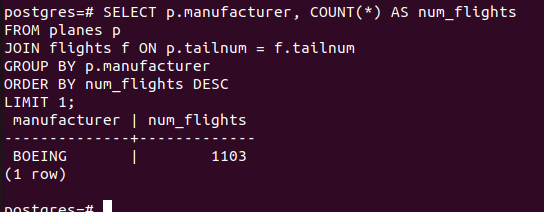 postgres=# SELECT p.manufacturer, COUNT(*) AS num_flights
FROM planes p
JOIN flights f ON p.tailnum = f.tailnum
GROUP BY p.manufacturer
ORDER BY num_flights DESC
LIMIT 1;
 manufacturer | num_flights
--------------+-------------
 BOEING       |        1103
(1 row)

postgres=#